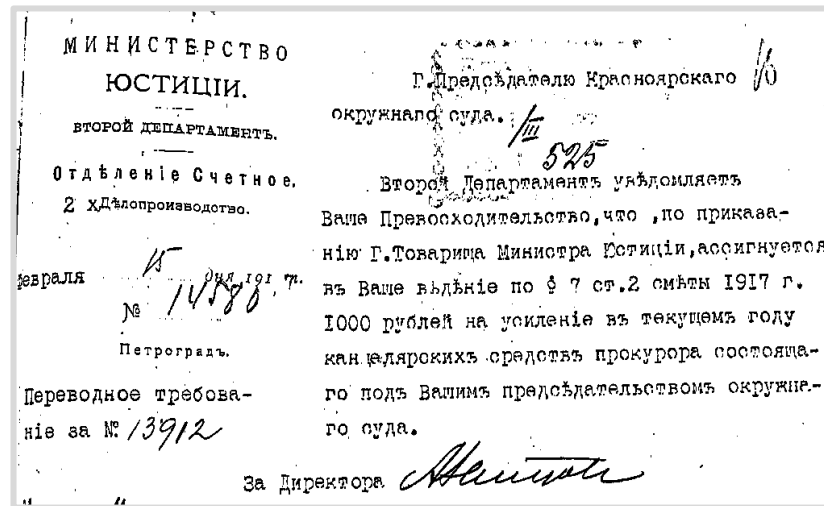 МИНИСТЕРСТВО
ЮСТИЦІИ.
ВТОРОЙ ДЕПАРТАМЕНТЪ.
Отдѣленіе Счетное.
2 хДѣлопроизводство.
февраля 15 дня 1917 г.
№ 14586
Петроградъ.
Переводное требова-
ніе за № 13912
Г.Предсѣдателю Красноярскаго
окружнаго суда.
/III
525
Второй Департаментъ увѣдомляетъ
Ваше Превосходительство,что ,по приказа-
нію Г.Товарища Министра Юстиціи,ассигнуется
въ Ваше вѣдѣніе по § 7 ст.2 смѣты 1917 г.
1000 рублей на усиленіе въ текущемъ году
канцелярскихъ средствъ прокурора состояща-
го подъ Вашимъ предсѣдательствомъ окружна-
го суда.
За Директора